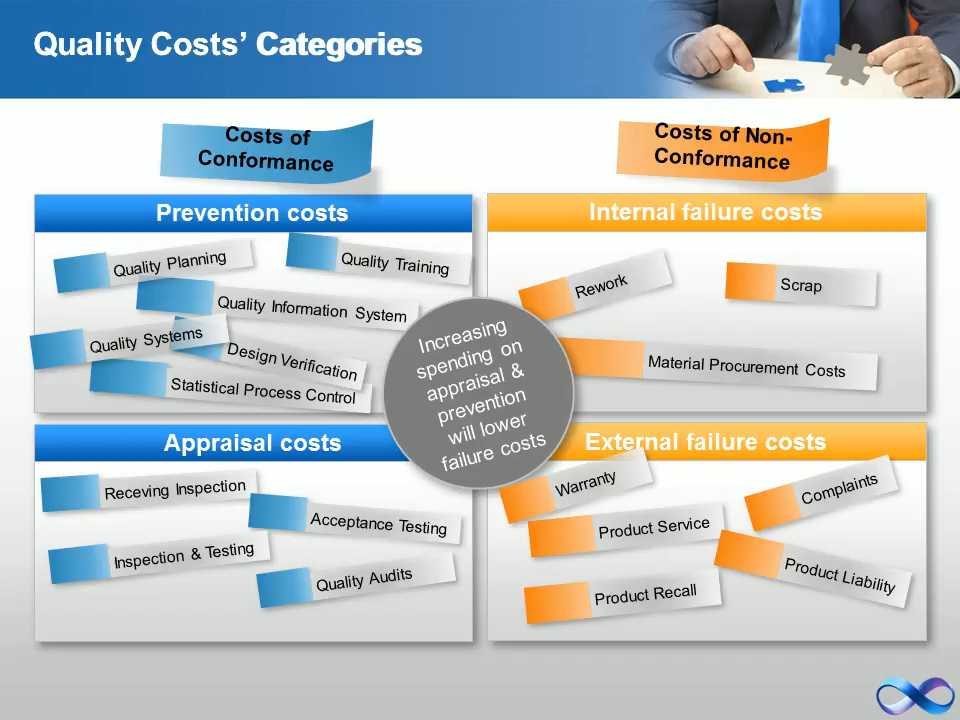 Quality Costs’ Categories
Costs of
Conformance
Costs of Non-
Conformance
Prevention costs
Quality Planning
Quality Training
Quality Information System
Quality Systems
Design Verification
Statistical Process Control
Internal failure costs
Rework
Scrap
Material Procurement Costs
Increasing
spending on
appraisal &
prevention
will lower
failure costs
Appraisal costs
Receving Inspection
Acceptance Testing
Inspection & Testing
Quality Audits
External failure costs
Warranty
Complaints
Product Service
Product Liability
Product Recall